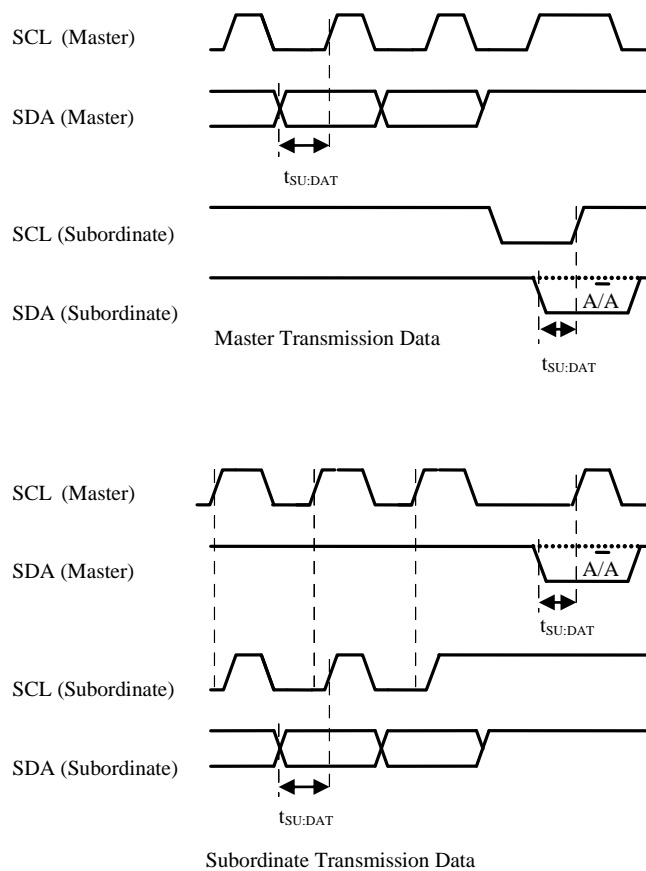 SCL (Master)
SDA (Master)
tSU:DAT
SCL (Subordinate)
SDA (Subordinate)
A/A̅
Master Transmission Data
tSU:DAT
SCL (Master)
SDA (Master)
A/A̅
tSU:DAT
SCL (Subordinate)
SDA (Subordinate)
tSU:DAT
Subordinate Transmission Data